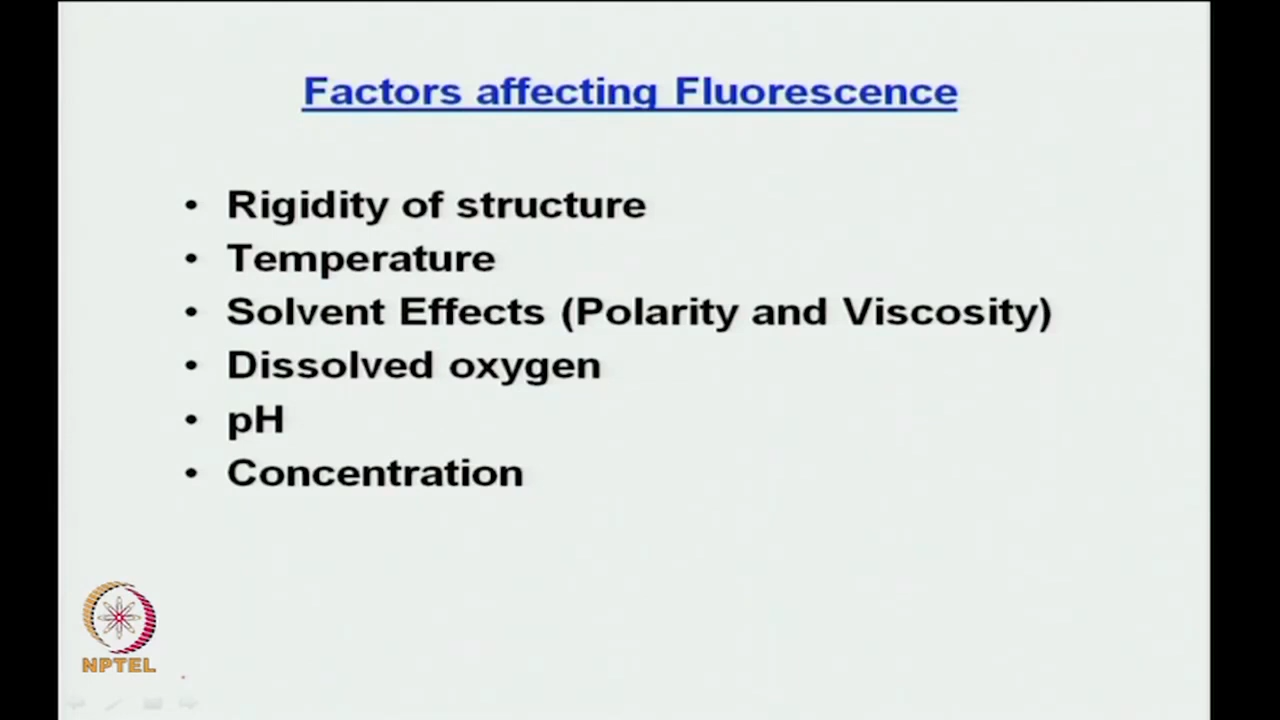 Factors affecting Fluorescence
• Rigidity of structure
• Temperature
• Solvent Effects (Polarity and Viscosity)
• Dissolved oxygen
• pH
• Concentration
NPTEL